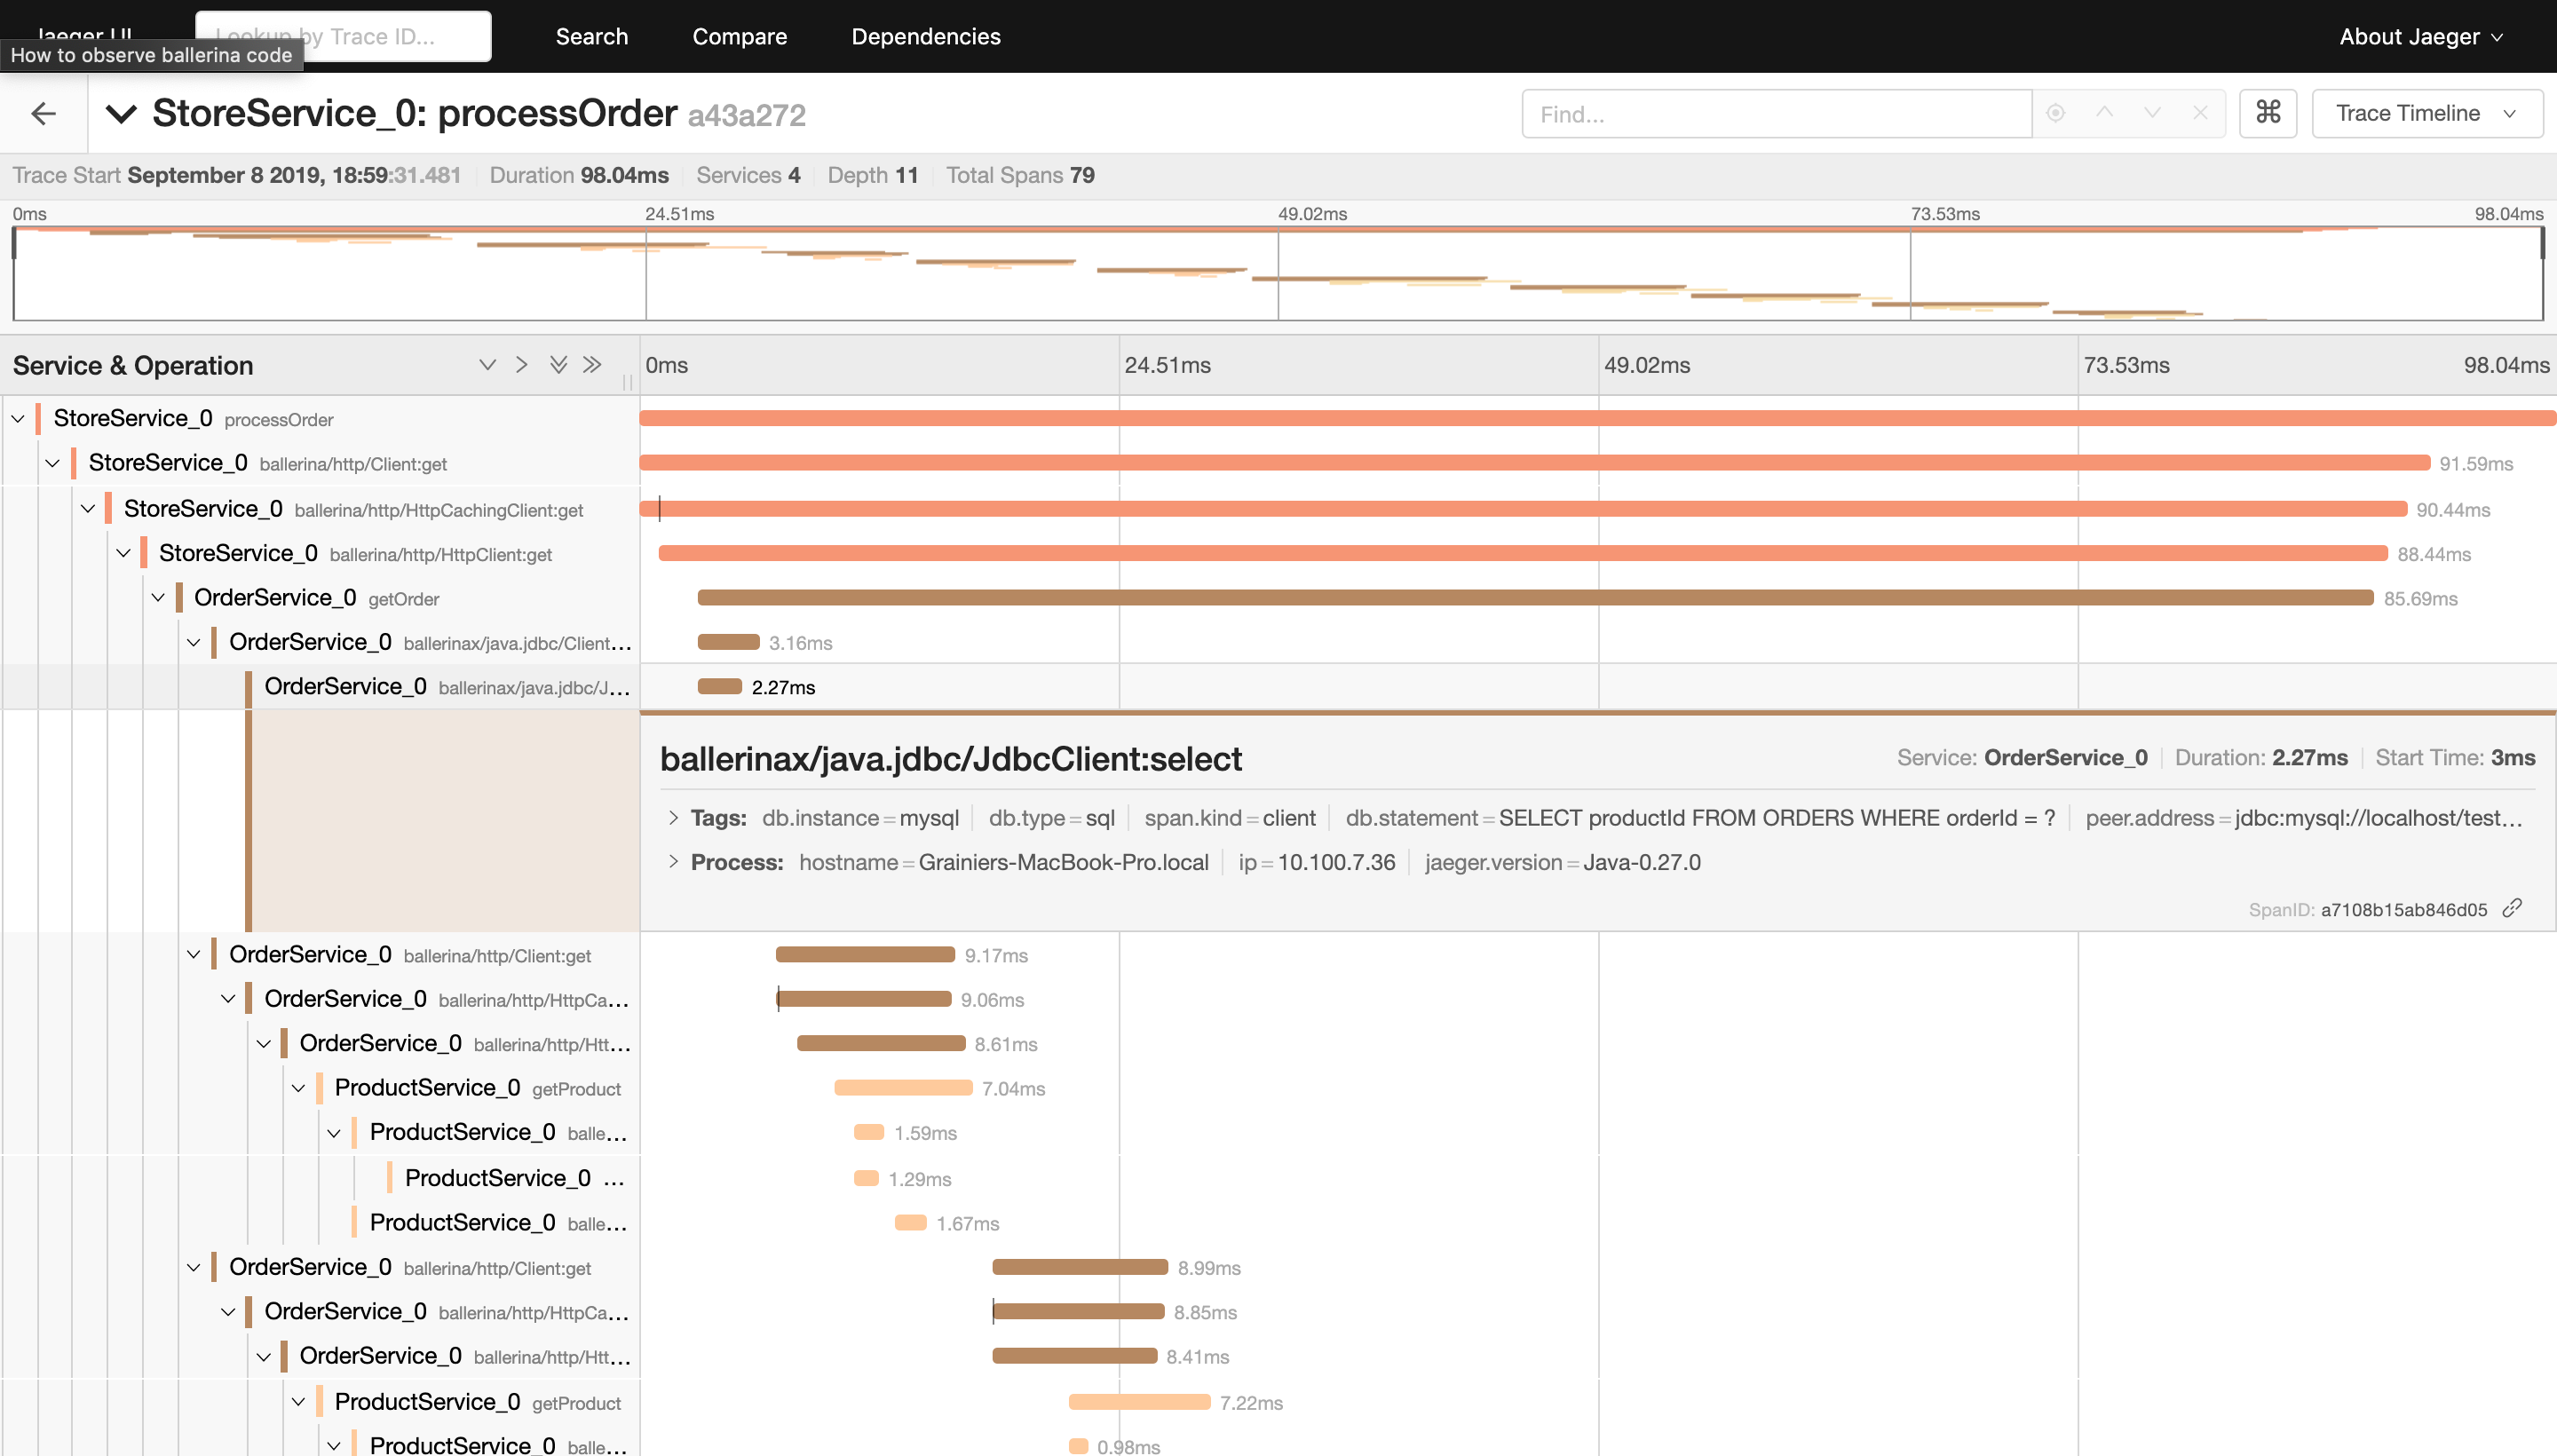 Jaeger UI
Lookup by Trace ID...
Search
Compare
Dependencies
About Jaeger
How to observe ballerina code
StoreService_0: processOrder a43a272
Find...
Trace Timeline
Trace Start September 8 2019, 18:59:31.481 Duration 98.04ms Services 4 Depth 11 Total Spans 79
0ms 24.51ms 49.02ms 73.53ms 98.04ms
Service & Operation 0ms 24.51ms 49.02ms 73.53ms 98.04ms
StoreService_0 processOrder
StoreService_0 ballerina/http/Client:get 91.59ms
StoreService_0 ballerina/http/HttpCachingClient:get 90.44ms
StoreService_0 ballerina/http/HttpClient:get 88.44ms
OrderService_0 getOrder 85.69ms
OrderService_0 ballerinax/java.jdbc/Client... 3.16ms
OrderService_0 ballerinax/java.jdbc/J... 2.27ms
ballerinax/java.jdbc/JdbcClient:select Service: OrderService_0 Duration: 2.27ms Start Time: 3ms
Tags: db.instance=mysql db.type=sql span.kind=client db.statement=SELECT productId FROM ORDERS WHERE orderId = ? peer.address=jdbc:mysql://localhost/test...
Process: hostname=Grainiers-MacBook-Pro.local ip=10.100.7.36 jaeger.version=Java-0.27.0
SpanID: a7108b15ab846d05
OrderService_0 ballerina/http/Client:get 9.17ms
OrderService_0 ballerina/http/HttpCa... 9.06ms
OrderService_0 ballerina/http/Htt... 8.61ms
ProductService_0 getProduct 7.04ms
ProductService_0 balle... 1.59ms
ProductService_0 ... 1.29ms
ProductService_0 balle... 1.67ms
OrderService_0 ballerina/http/Client:get 8.99ms
OrderService_0 ballerina/http/HttpCa... 8.85ms
OrderService_0 ballerina/http/Htt... 8.41ms
ProductService_0 getProduct 7.22ms
ProductService_0 balle... 0.98ms